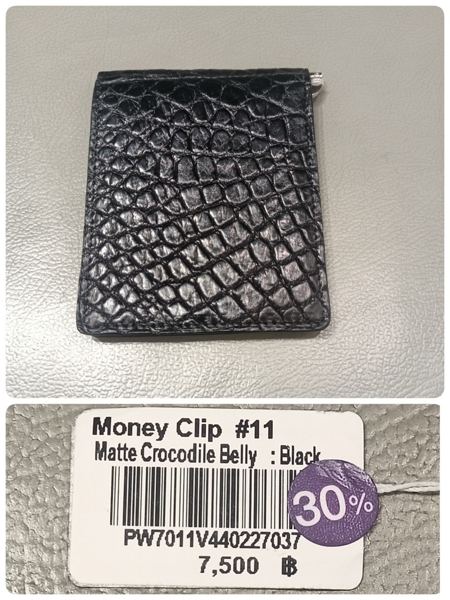 Money Clip #11
Matte Crocodile Belly : Black
30%
PW7011V440227037
7,500 ฿